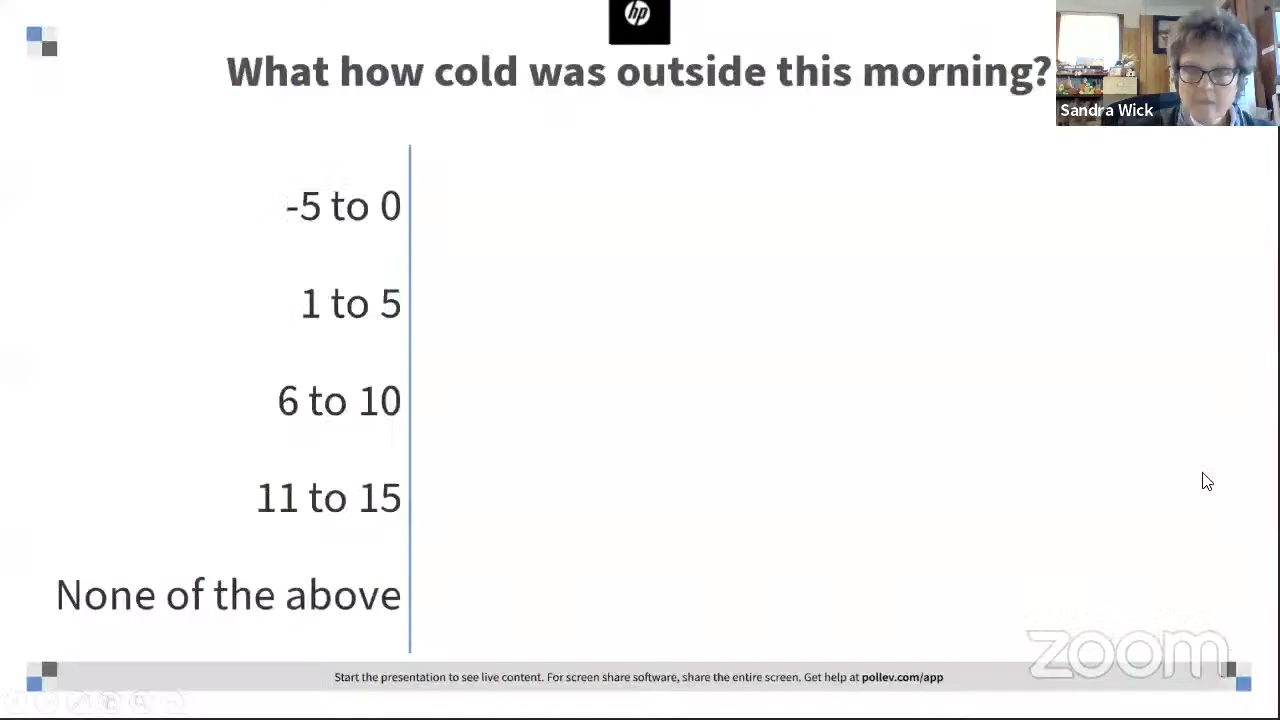 hp
What how cold was outside this morning?
Sandra Wick
-5 to 0
1 to 5
6 to 10
11 to 15
None of the above
zoom
Start the presentation to see live content. For screen share software, share the entire screen. Get help at pollev.com/app